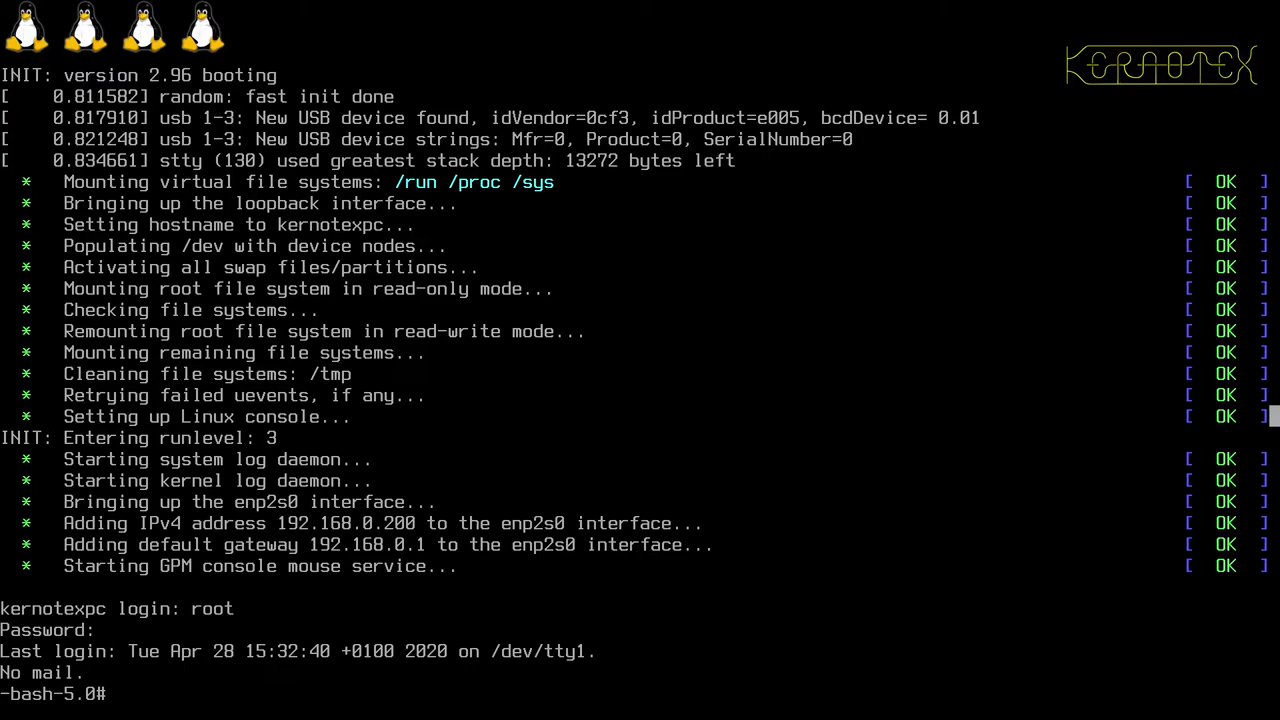 KERNOTEX
INIT: version 2.96 booting
[    0.811582] random: fast init done
[    0.817910] usb 1-3: New USB device found, idVendor=0cf3, idProduct=e005, bcdDevice= 0.01
[    0.821248] usb 1-3: New USB device strings: Mfr=0, Product=0, SerialNumber=0
[    0.834661] stty (130) used greatest stack depth: 13272 bytes left
  *   Mounting virtual file systems: /run /proc /sys [  OK  ]
  *   Bringing up the loopback interface... [  OK  ]
  *   Setting hostname to kernotexpc... [  OK  ]
  *   Populating /dev with device nodes... [  OK  ]
  *   Activating all swap files/partitions... [  OK  ]
  *   Mounting root file system in read-only mode... [  OK  ]
  *   Checking file systems... [  OK  ]
  *   Remounting root file system in read-write mode... [  OK  ]
  *   Mounting remaining file systems... [  OK  ]
  *   Cleaning file systems: /tmp [  OK  ]
  *   Retrying failed uevents, if any... [  OK  ]
  *   Setting up Linux console... [  OK  ]
INIT: Entering runlevel: 3
  *   Starting system log daemon... [  OK  ]
  *   Starting kernel log daemon... [  OK  ]
  *   Bringing up the enp2s0 interface... [  OK  ]
  *   Adding IPv4 address 192.168.0.200 to the enp2s0 interface... [  OK  ]
  *   Adding default gateway 192.168.0.1 to the enp2s0 interface... [  OK  ]
  *   Starting GPM console mouse service... [  OK  ]
kernotexpc login: root
Password:
Last login: Tue Apr 28 15:32:40 +0100 2020 on /dev/tty1.
No mail.
-bash-5.0#